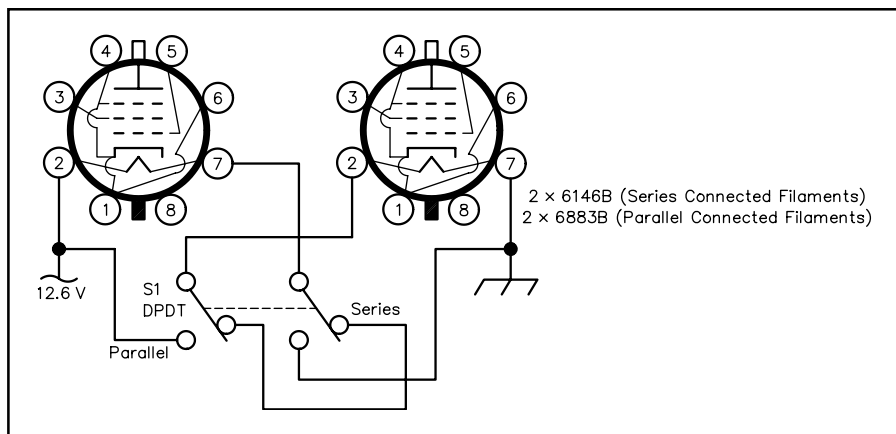 4 5
3 6
2 7
1 8
4 5
3 6
2 7
1 8
2 × 6146B (Series Connected Filaments)
2 × 6883B (Parallel Connected Filaments)
12.6 V
S1
DPDT
Series
Parallel